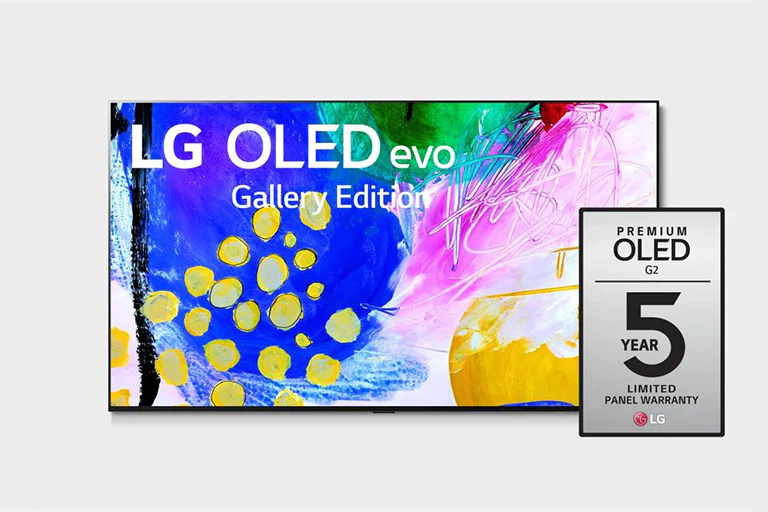 LG OLED evo
Gallery Edition
PREMIUM
OLED
G2
5
YEAR
LIMITED
PANEL WARRANTY
LG